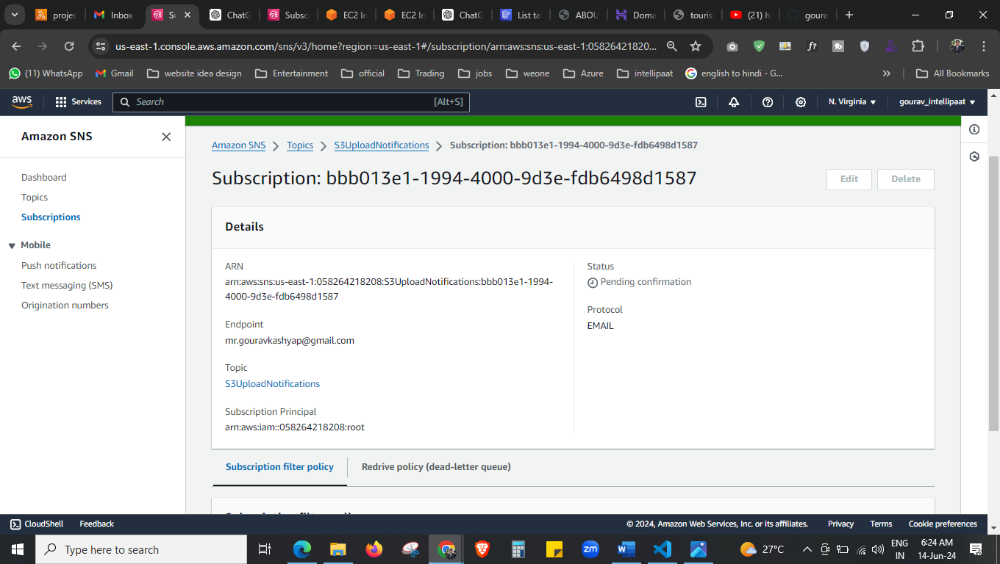 projec
Inbox
Su
ChatG
Subsc
EC2 In
EC2 In
ChatG
List ta
ABOU
Doma
touris
(21) h
goura
us-east-1.console.aws.amazon.com/sns/v3/home?region=us-east-1#/subscription/arn:aws:sns:us-east-1:05826421820...
(11) WhatsApp
Gmail
website idea design
Entertainment
official
Trading
jobs
weone
Azure
intellipaat
english to hindi - G...
»
All Bookmarks
aws
Services
Search
[Alt+S]
N. Virginia
gourav_intellipaat
Amazon SNS
Dashboard
Topics
Subscriptions
Mobile
Push notifications
Text messaging (SMS)
Origination numbers
Amazon SNS
Topics
S3UploadNotifications
Subscription: bbb013e1-1994-4000-9d3e-fdb6498d1587
Subscription: bbb013e1-1994-4000-9d3e-fdb6498d1587
Edit
Delete
Details
ARN
arn:aws:sns:us-east-1:058264218208:S3UploadNotifications:bbb013e1-1994-
4000-9d3e-fdb6498d1587
Endpoint
mr.gouravkashyap@gmail.com
Topic
S3UploadNotifications
Subscription Principal
arn:aws:iam::058264218208:root
Status
Pending confirmation
Protocol
EMAIL
Subscription filter policy
Redrive policy (dead-letter queue)
CloudShell
Feedback
© 2024, Amazon Web Services, Inc. or its affiliates.
Privacy
Terms
Cookie preferences
Type here to search
zm
27°C
ENG
IN
6:24 AM
14-Jun-24